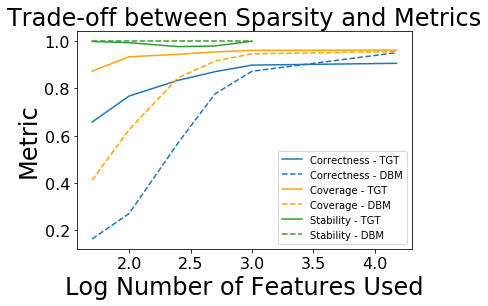 Trade-off between Sparsity and Metrics
1.0
0.8
0.6
0.4
0.2
Metric
Correctness - TGT
Correctness - DBM
Coverage - TGT
Coverage - DBM
Stability - TGT
Stability - DBM
2.0 2.5 3.0 3.5 4.0
Log Number of Features Used